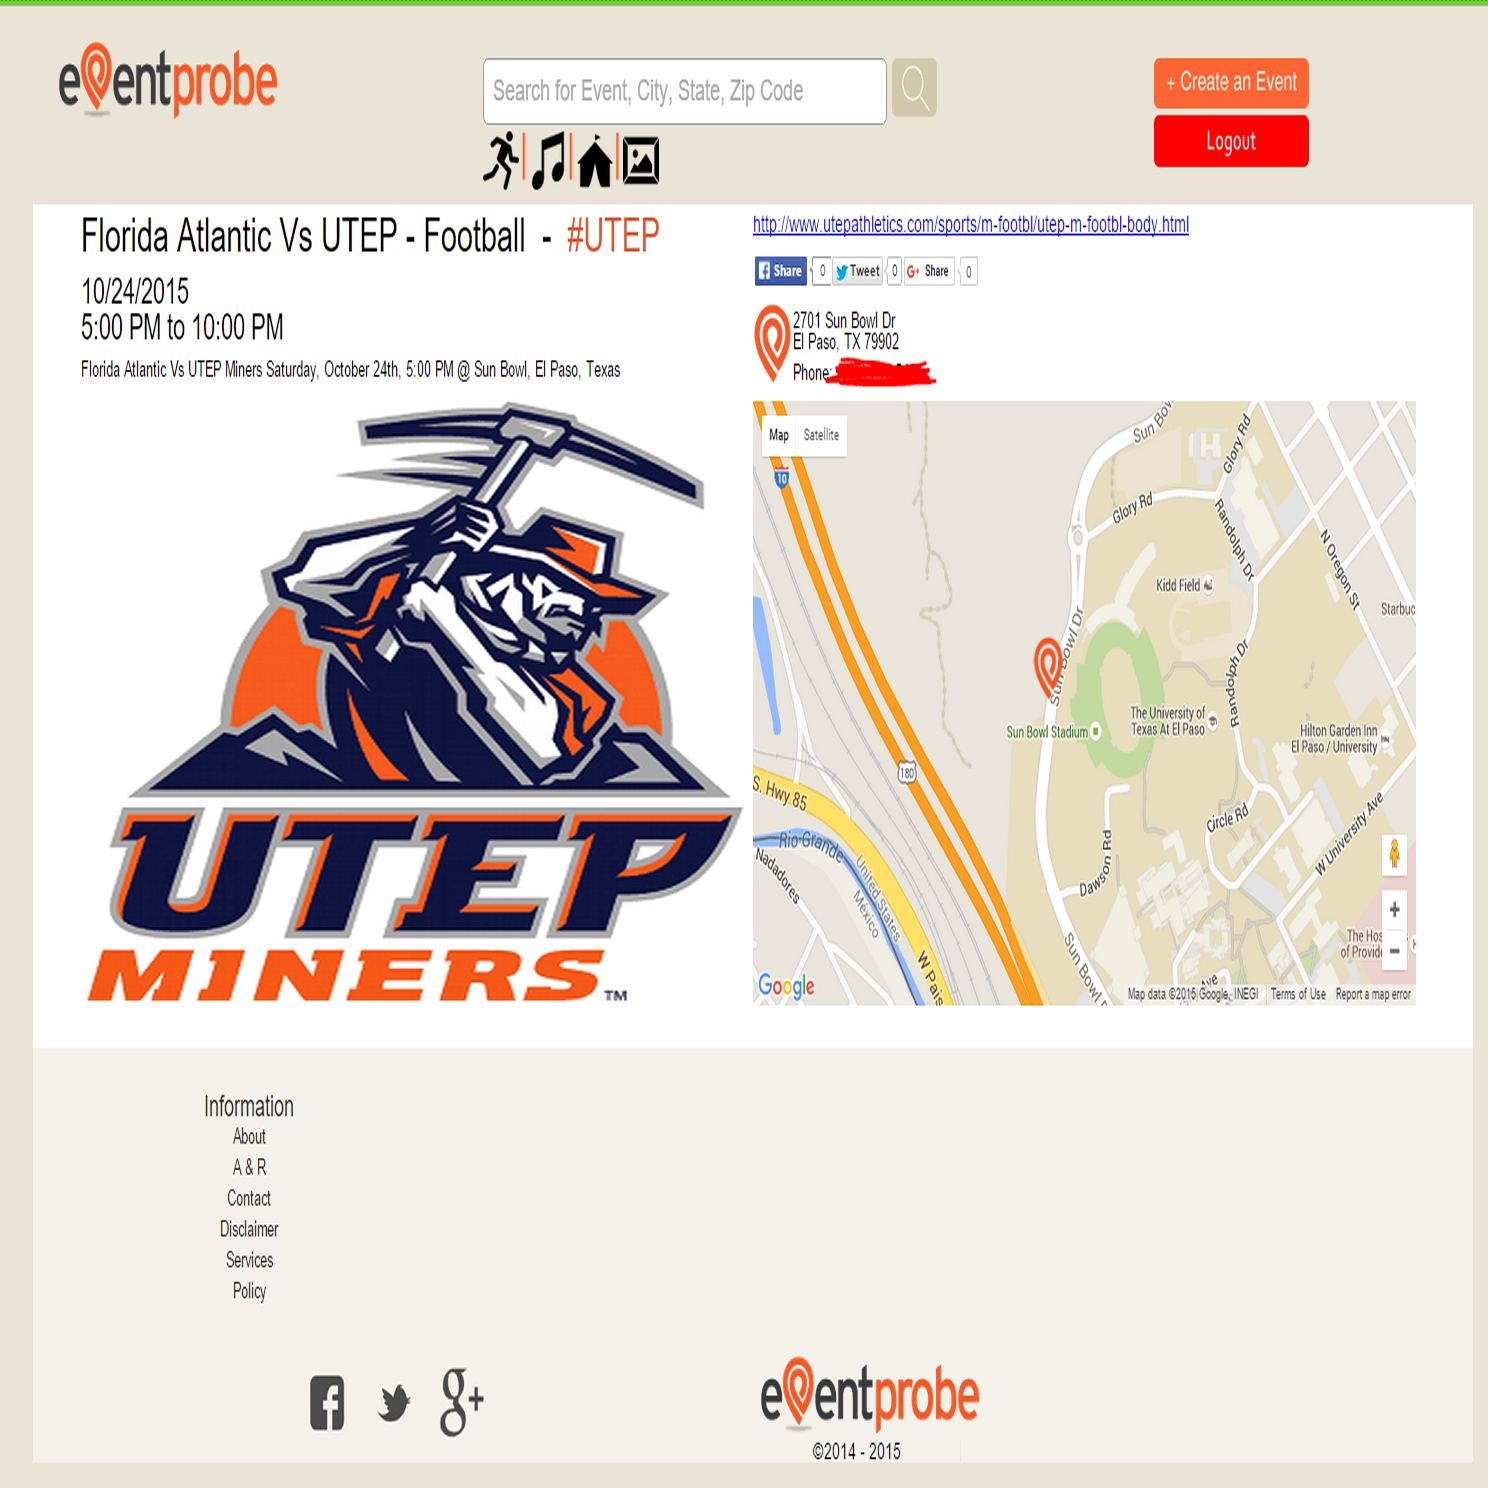 eventprobe
Search for Event, City, State, Zip Code
+ Create an Event
Logout
Florida Atlantic Vs UTEP - Football - #UTEP
10/24/2015
5:00 PM to 10:00 PM
Florida Atlantic Vs UTEP Miners Saturday, October 24th, 5:00 PM @ Sun Bowl, El Paso, Texas
UTEP
MINERS
TM
http://www.utepathletics.com/sports/m-footbl/utep-m-footbl-body.html
Share 0 Tweet 0 G+ Share 0
2701 Sun Bowl Dr
El Paso, TX 79902
Phone:
Map Satellite
10
Sun Bow
Glory Rd
Glory Rd
Randolph Dr
N Oregon St
Kidd Field
Starbuc
Sun Bowl Dr
Randolph Dr
The University of
Texas At El Paso
Sun Bowl Stadium
Hilton Garden Inn
El Paso / University
180
S. Hwy 85
Rio Grande
Nadadores
United States
México
Circle Rd
W University Ave
Dawson Rd
Sun Bowl D
W Pais
The Hos
of Provide
Ave
Google
Map data ©2015 Google, INEGI Terms of Use Report a map error
Information
About
A & R
Contact
Disclaimer
Services
Policy
g+
eventprobe
©2014 - 2015